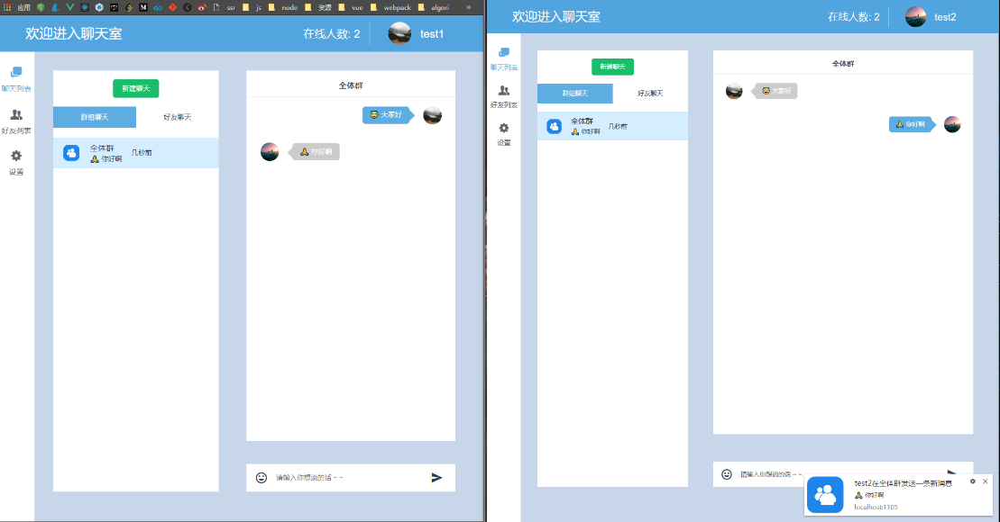 应用 ssr js node 资源 vue webpack algori »
欢迎进入聊天室 在线人数: 2 test1
聊天列表
好友列表
设置
新建聊天
群组聊天 好友聊天
全体群
🙏 你好啊
几秒前
全体群
大家好
🙏 你好啊
请输入你想说的话 ~ ~
欢迎进入聊天室 在线人数: 2 test2
聊天列表
好友列表
设置
新建聊天
群组聊天 好友聊天
全体群
🙏 你好啊
几秒前
全体群
大家好
🙏 你好啊
请输入你想说的话 ~ ~
test2在全体群发送一条新消息
🙏 你好啊
localhost:1105